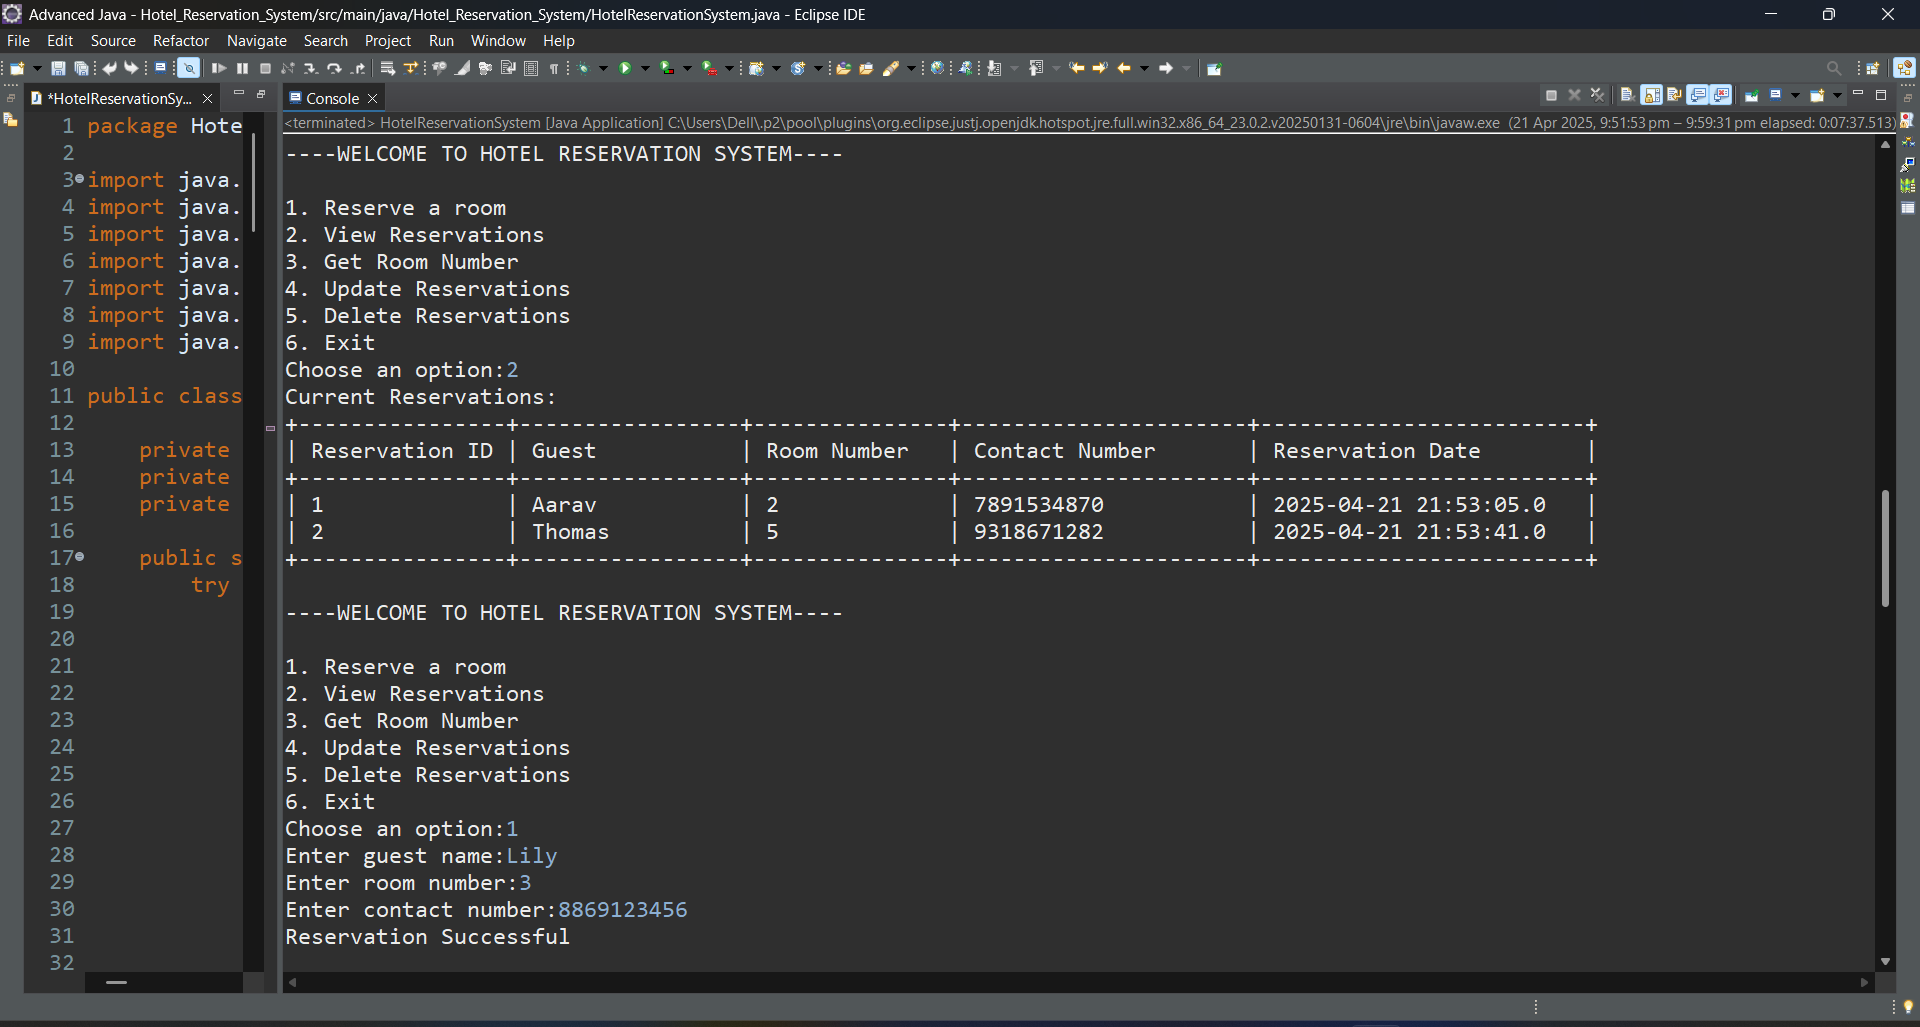 Advanced Java - Hotel_Reservation_System/src/main/java/Hotel_Reservation_System/HotelReservationSystem.java - Eclipse IDE
File Edit Source Refactor Navigate Search Project Run Window Help
*HotelReservationSy...
1 package Hote
2
3 import java.
4 import java.
5 import java.
6 import java.
7 import java.
8 import java.
9 import java.
10
11 public class
12
13 private
14 private
15 private
16
17 public s
18 try
19
20
21
22
23
24
25
26
27
28
29
30
31
32
Console
<terminated> HotelReservationSystem [Java Application] C:\Users\Dell\.p2\pool\plugins\org.eclipse.justj.openjdk.hotspot.jre.full.win32.x86_64_23.0.2.v20250131-0604\jre\bin\javaw.exe (21 Apr 2025, 9:51:53 pm – 9:59:31 pm elapsed: 0:07:37.513)
----WELCOME TO HOTEL RESERVATION SYSTEM----
1. Reserve a room
2. View Reservations
3. Get Room Number
4. Update Reservations
5. Delete Reservations
6. Exit
Choose an option:2
Current Reservations:
+----------------+-----------------+---------------+----------------------+-------------------------+
| Reservation ID | Guest | Room Number | Contact Number | Reservation Date |
+----------------+-----------------+---------------+----------------------+-------------------------+
| 1 | Aarav | 2 | 7891534870 | 2025-04-21 21:53:05.0 |
| 2 | Thomas | 5 | 9318671282 | 2025-04-21 21:53:41.0 |
+----------------+-----------------+---------------+----------------------+-------------------------+
----WELCOME TO HOTEL RESERVATION SYSTEM----
1. Reserve a room
2. View Reservations
3. Get Room Number
4. Update Reservations
5. Delete Reservations
6. Exit
Choose an option:1
Enter guest name:Lily
Enter room number:3
Enter contact number:8869123456
Reservation Successful